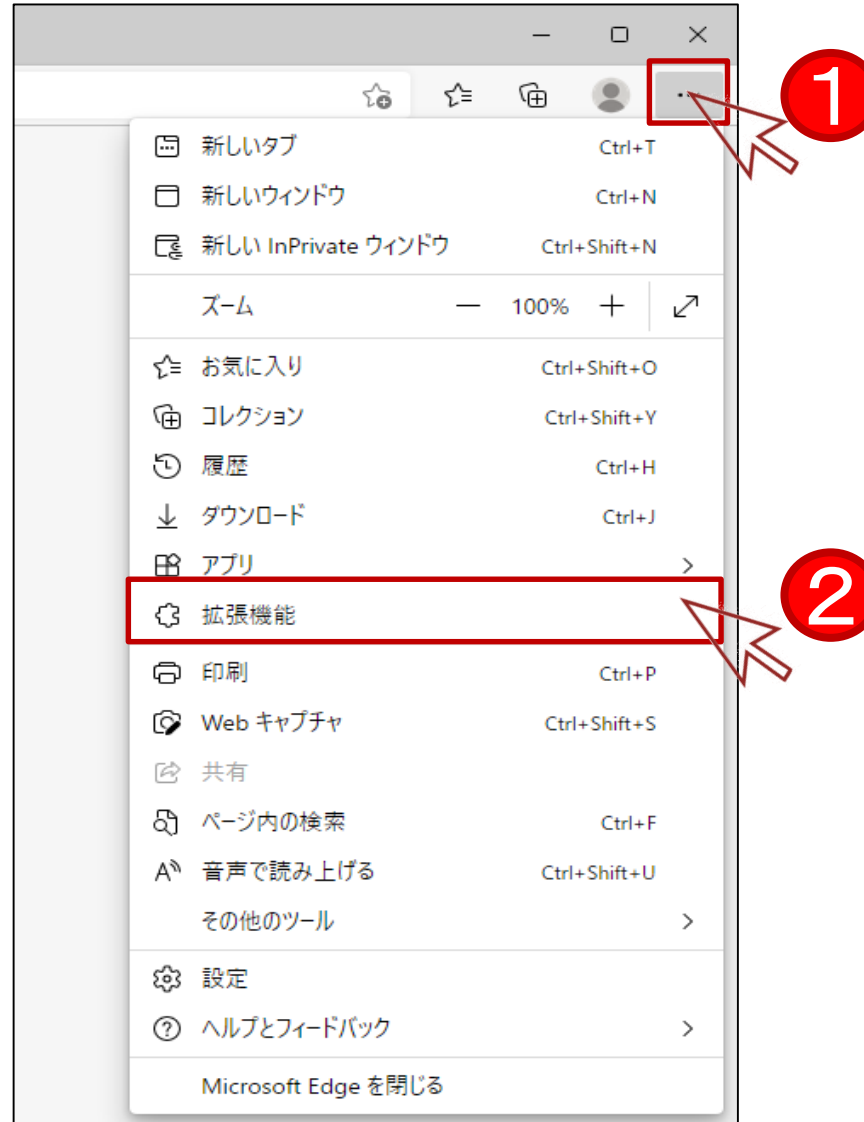 1
新しいタブ Ctrl+T
新しいウィンドウ Ctrl+N
新しい InPrivate ウィンドウ Ctrl+Shift+N
ズーム — 100% +
お気に入り Ctrl+Shift+O
コレクション Ctrl+Shift+Y
履歴 Ctrl+H
ダウンロード Ctrl+J
アプリ
2
拡張機能
印刷 Ctrl+P
Web キャプチャ Ctrl+Shift+S
共有
ページ内の検索 Ctrl+F
音声で読み上げる Ctrl+Shift+U
その他のツール
設定
ヘルプとフィードバック
Microsoft Edge を閉じる